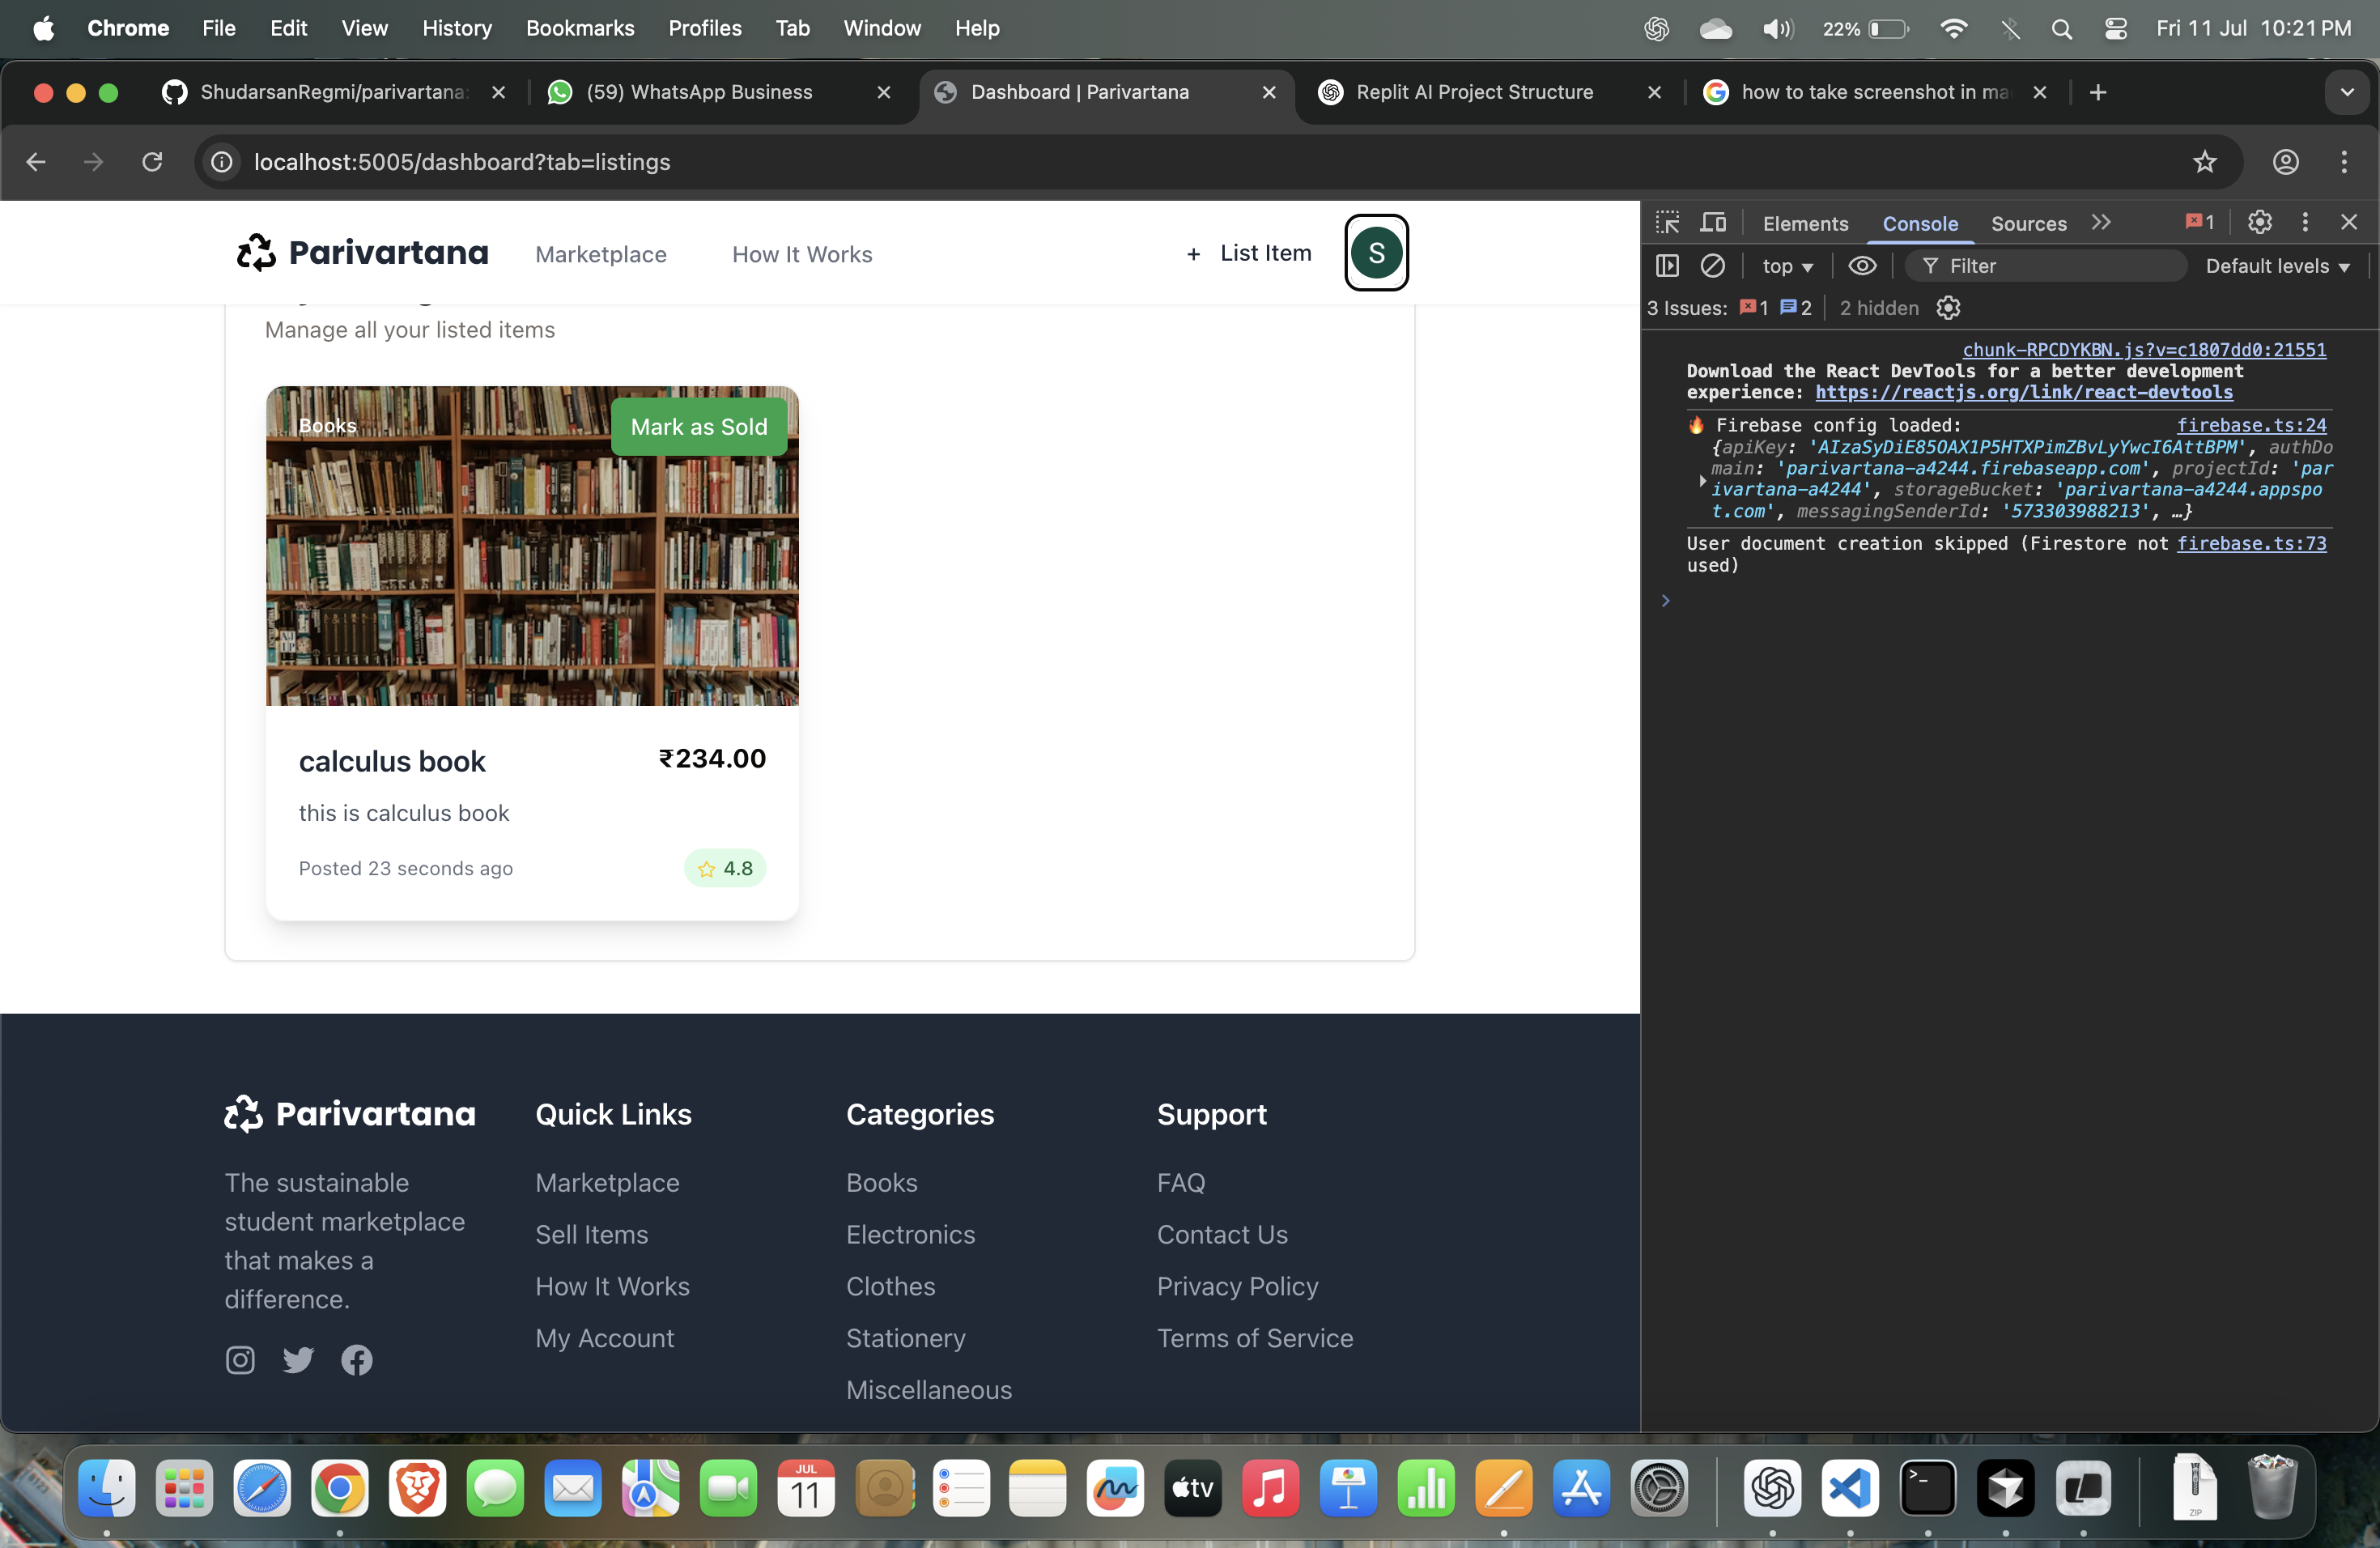 Chrome File Edit View History Bookmarks Profiles Tab Window Help 22% Fri 11 Jul 10:21 PM
ShudarsanRegmi/parivartana: (59) WhatsApp Business Dashboard | Parivartana Replit AI Project Structure how to take screenshot in ma
localhost:5005/dashboard?tab=listings
Parivartana Marketplace How It Works + List Item S
Manage all your listed items
Books Mark as Sold
calculus book ₹234.00
this is calculus book
Posted 23 seconds ago 4.8
Parivartana
The sustainable
student marketplace
that makes a
difference.
Quick Links
Marketplace
Sell Items
How It Works
My Account
Categories
Books
Electronics
Clothes
Stationery
Miscellaneous
Support
FAQ
Contact Us
Privacy Policy
Terms of Service
Elements Console Sources 1
top Filter Default levels
3 Issues: 1 2 2 hidden
chunk-RPCDYKBN.js?v=c1807dd0:21551
Download the React DevTools for a better development
experience: https://reactjs.org/link/react-devtools
🔥 Firebase config loaded: firebase.ts:24
{apiKey: 'AIzaSyDiE85OAX1P5HTXPimZBvLyYwcI6AttBPM', authDo
main: 'parivartana-a4244.firebaseapp.com', projectId: 'par
ivartana-a4244', storageBucket: 'parivartana-a4244.appspo
t.com', messagingSenderId: '573303988213', …}
User document creation skipped (Firestore not firebase.ts:73
used)
JUL
11
tv
ZIP